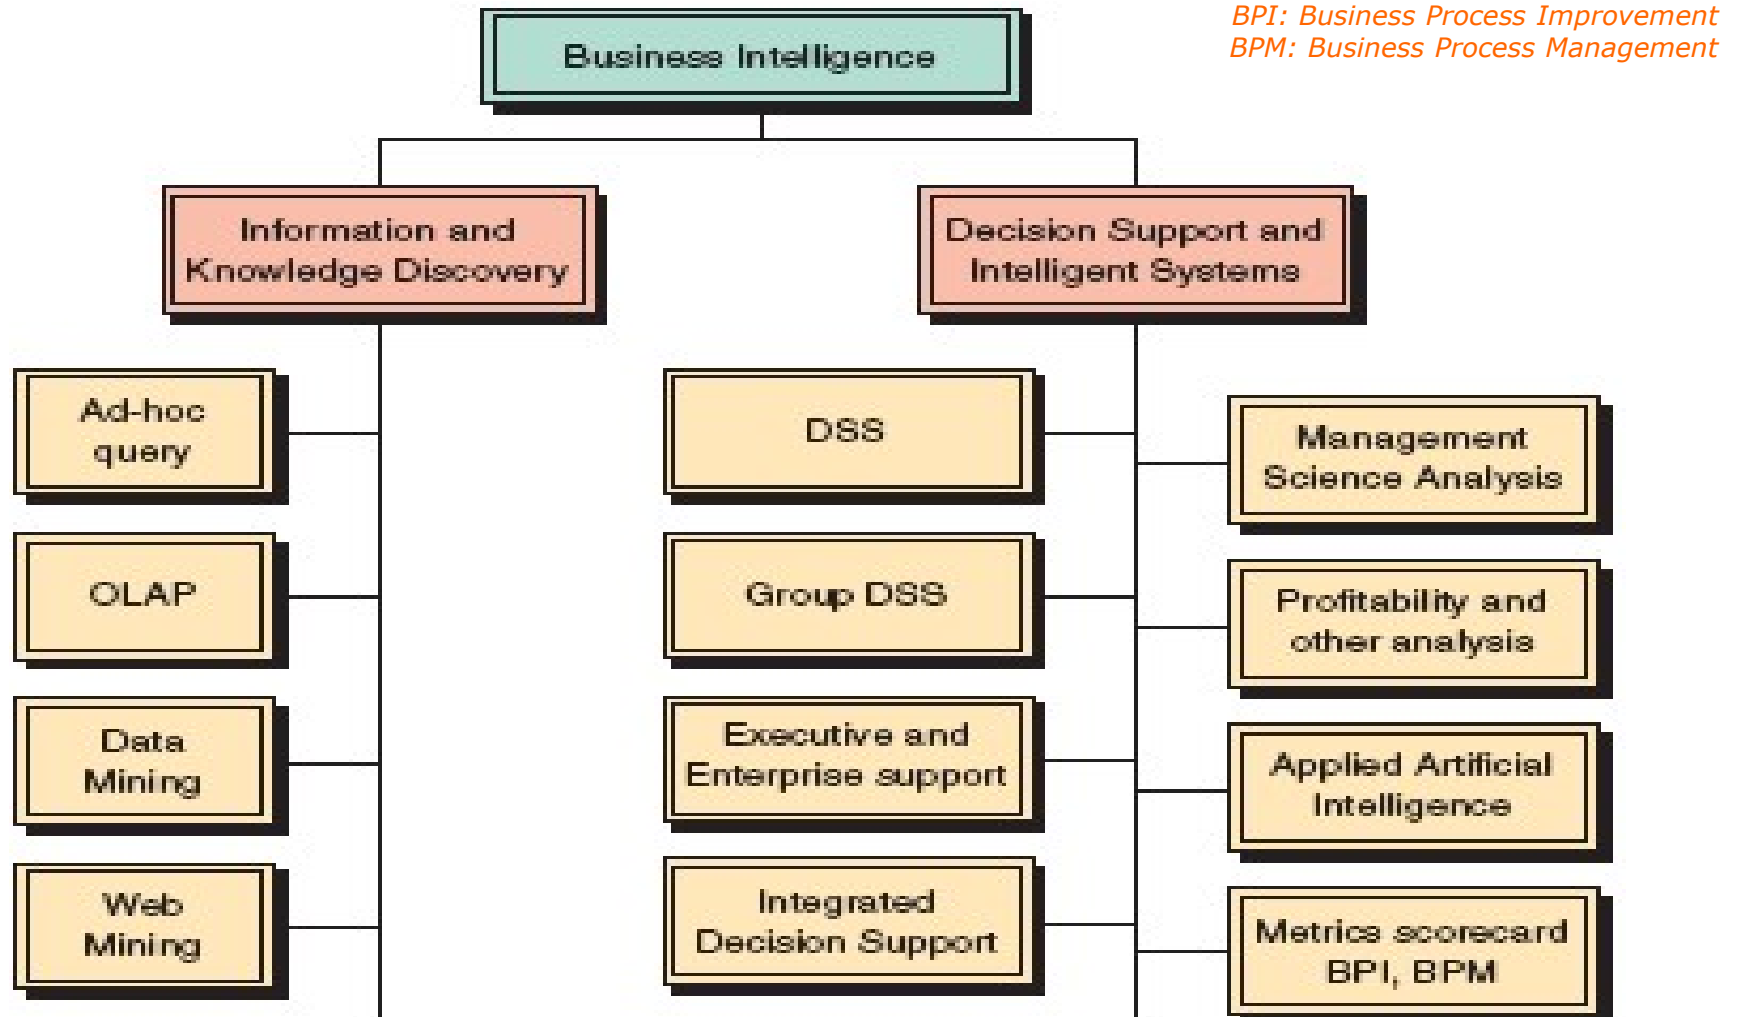 BPI: Business Process Improvement
BPM: Business Process Management
Business Intelligence
Information and
Knowledge Discovery
Decision Support and
Intelligent Systems
Ad-hoc
query
OLAP
Data
Mining
Web
Mining
DSS
Group DSS
Executive and
Enterprise support
Integrated
Decision Support
Management
Science Analysis
Profitability and
other analysis
Applied Artificial
Intelligence
Metrics scorecard
BPI, BPM